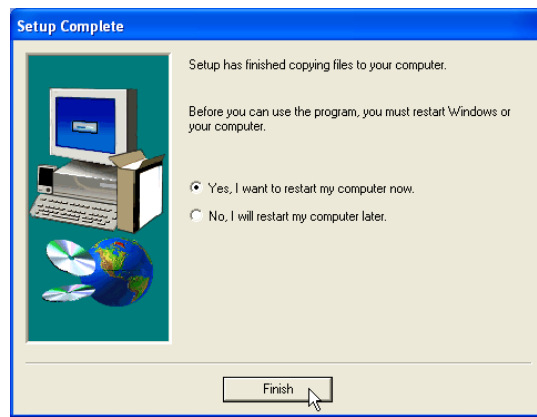 Setup Complete
Setup has finished copying files to your computer.
Before you can use the program, you must restart Windows or
your computer.
Yes, I want to restart my computer now.
No, I will restart my computer later.
Finish